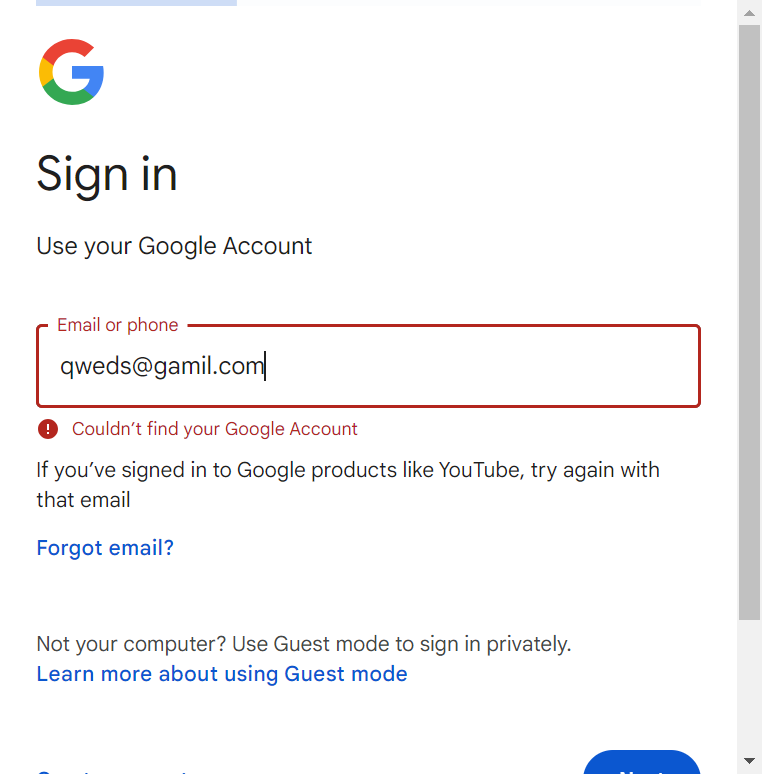 Sign in
Use your Google Account
Email or phone
qweds@gamil.com
Couldn't find your Google Account
If you've signed in to Google products like YouTube, try again with
that email
Forgot email?
Not your computer? Use Guest mode to sign in privately.
Learn more about using Guest mode